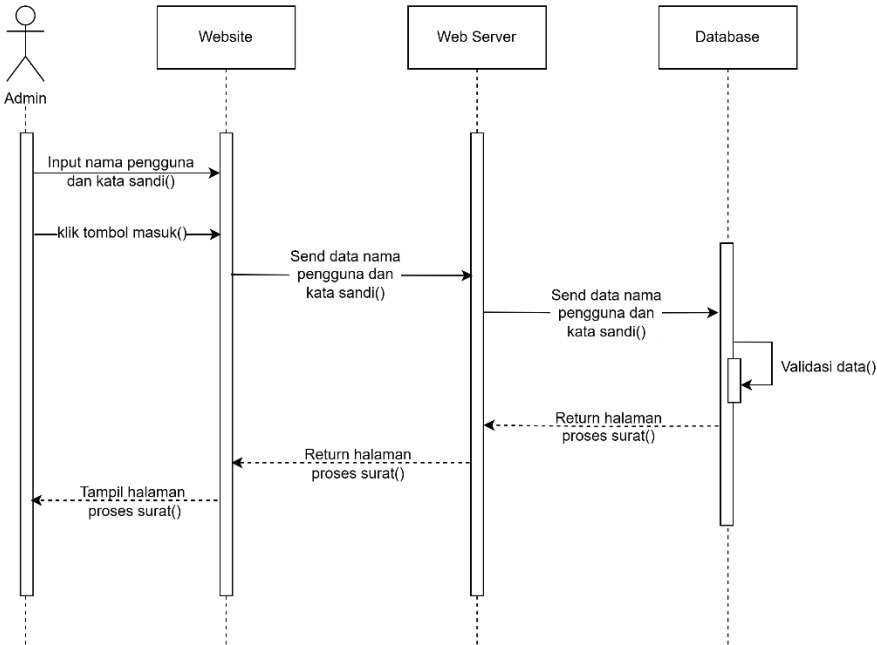 Website
Web Server
Database
Admin
Input nama pengguna
dan kata sandi()
klik tombol masuk()
Send data nama
pengguna dan
kata sandi()
Send data nama
pengguna dan
kata sandi()
Validasi data()
Return halaman
proses surat()
Return halaman
proses surat()
Tampil halaman
proses surat()